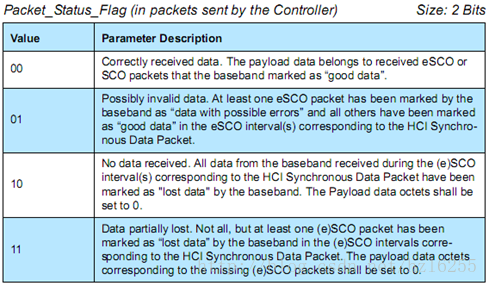 Packet_Status_Flag (in packets sent by the Controller) Size: 2 Bits
Value Parameter Description
00 Correctly received data. The payload data belongs to received eSCO or
SCO packets that the baseband marked as “good data”.
01 Possibly invalid data. At least one eSCO packet has been marked by the
baseband as “data with possible errors” and all others have been marked
as “good data” in the eSCO interval(s) corresponding to the HCI Synchro-
nous Data Packet.
10 No data received. All data from the baseband received during the (e)SCO
interval(s) corresponding to the HCI Synchronous Data Packet have been
marked as "lost data" by the baseband. The Payload data octets shall be
set to 0.
11 Data partially lost. Not all, but at least one (e)SCO packet has been
marked as “lost data” by the baseband in the (e)SCO intervals corre-
sponding to the HCI Synchronous Data Packet. The payload data octets
corresponding to the missing (e)SCO packets shall be set to 0.